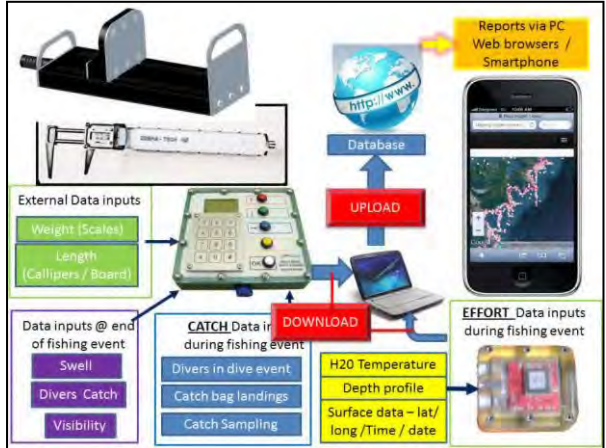 Reports via PC
Web browsers /
Smartphone
http://www.
Database
UPLOAD
External Data inputs
Weight (Scales)
Length
(Callipers / Board)
DOWNLOAD
Data inputs @ end
of fishing event
Swell
Divers Catch
Visibility
CATCH Data in
during fishing event
Divers in dive event
Catch bag landings
Catch Sampling
EFFORT Data inputs
during fishing event
H20 Temperature
Depth profile
Surface data – lat/
long /Time / date